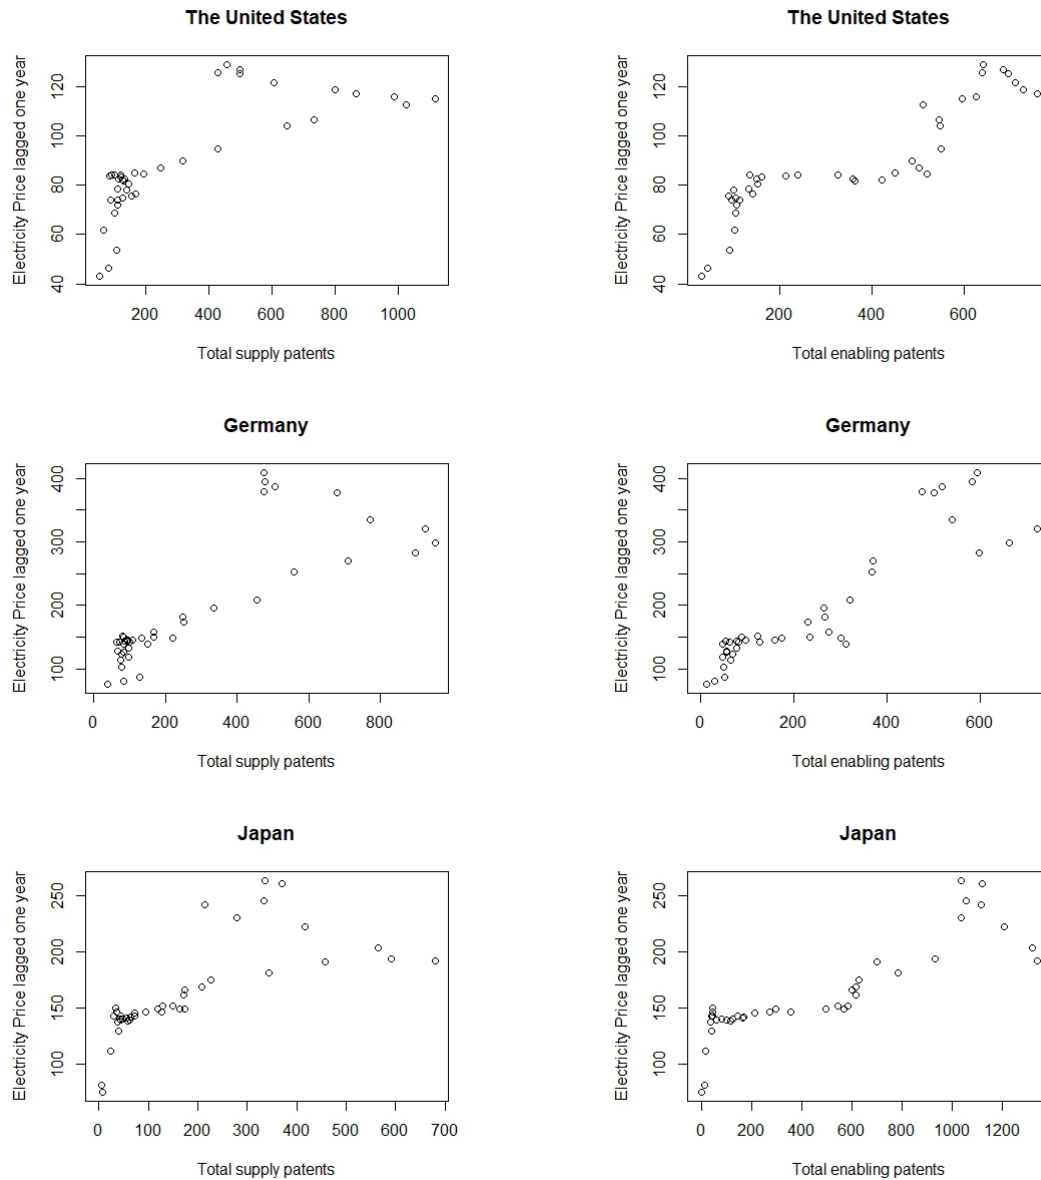 The United States
Electricity Price lagged one year
40 60 80 100 120
200 400 600 800 1000
Total supply patents
The United States
Electricity Price lagged one year
40 60 80 100 120
200 400 600
Total enabling patents
Germany
Electricity Price lagged one year
100 200 300 400
0 200 400 600 800
Total supply patents
Germany
Electricity Price lagged one year
100 200 300 400
0 200 400 600
Total enabling patents
Japan
Electricity Price lagged one year
100 150 200 250
0 100 200 300 400 500 600 700
Total supply patents
Japan
Electricity Price lagged one year
100 150 200 250
0 200 400 600 800 1000 1200
Total enabling patents